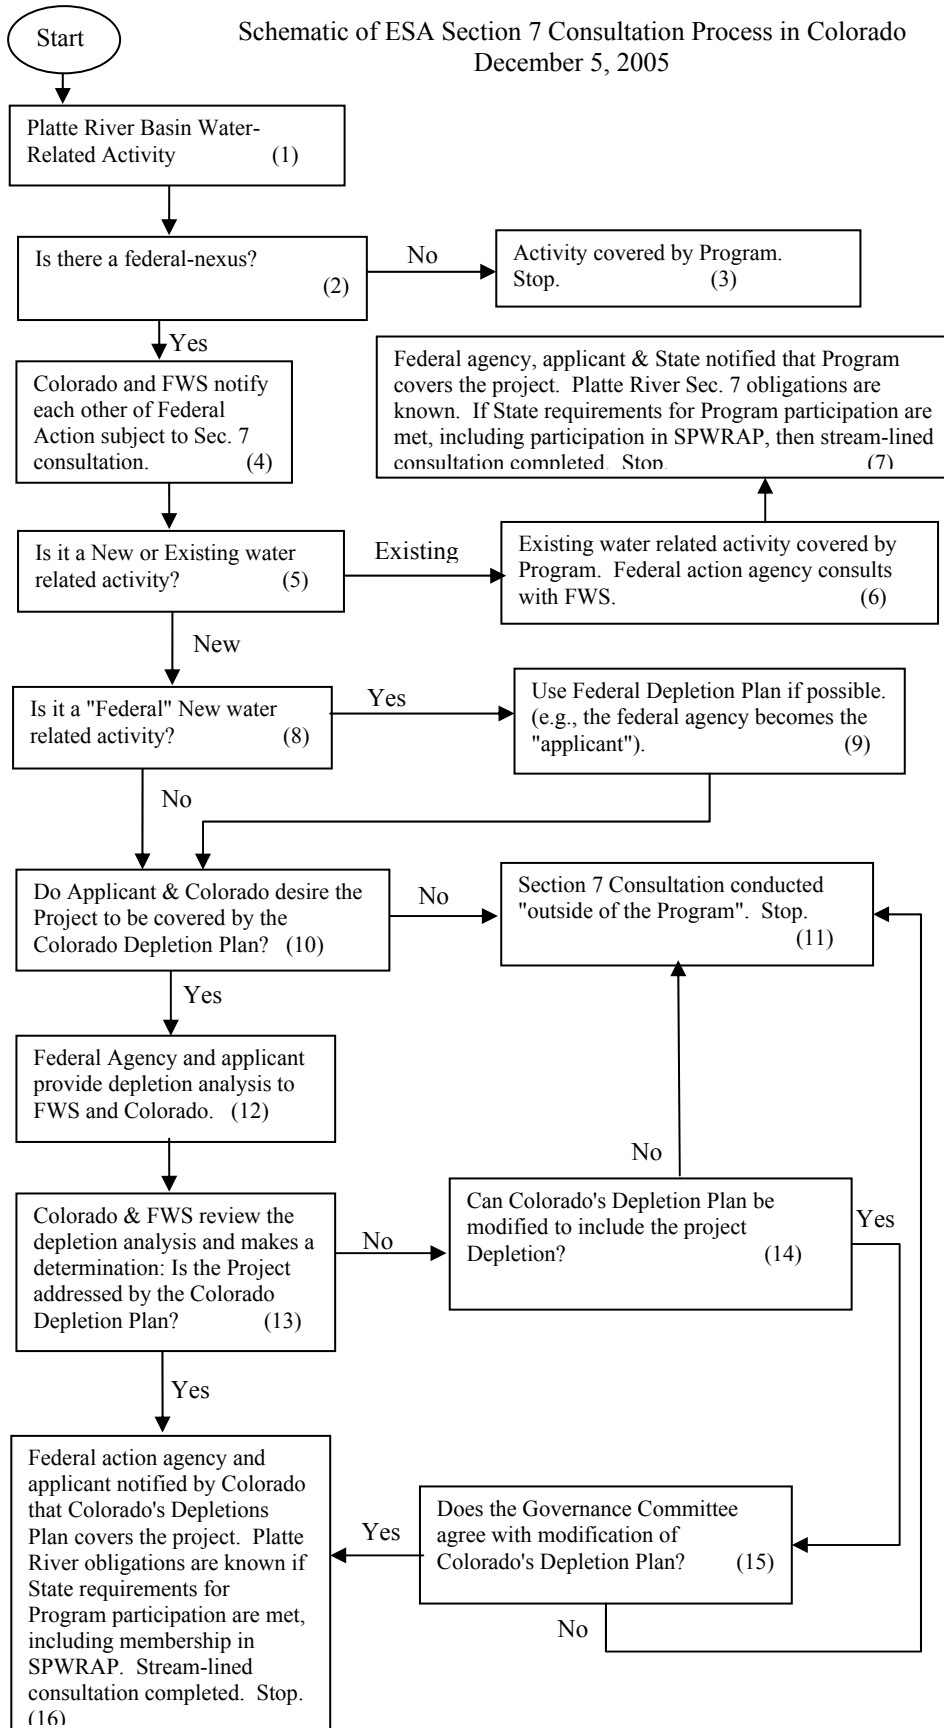 Start
Schematic of ESA Section 7 Consultation Process in Colorado
December 5, 2005
Platte River Basin Water-
Related Activity (1)
Is there a federal-nexus?
(2)
No
Activity covered by Program.
Stop. (3)
Yes
Colorado and FWS notify
each other of Federal
Action subject to Sec. 7
consultation. (4)
Federal agency, applicant & State notified that Program
covers the project. Platte River Sec. 7 obligations are
known. If State requirements for Program participation are
met, including participation in SPWRAP, then stream-lined
consultation completed. Stop. (7)
Is it a New or Existing water
related activity? (5)
Existing
Existing water related activity covered by
Program. Federal action agency consults
with FWS. (6)
New
Is it a "Federal" New water
related activity? (8)
Yes
Use Federal Depletion Plan if possible.
(e.g., the federal agency becomes the
"applicant"). (9)
No
Do Applicant & Colorado desire the
Project to be covered by the
Colorado Depletion Plan? (10)
No
Section 7 Consultation conducted
"outside of the Program". Stop.
(11)
Yes
Federal Agency and applicant
provide depletion analysis to
FWS and Colorado. (12)
No
Colorado & FWS review the
depletion analysis and makes a
determination: Is the Project
addressed by the Colorado
Depletion Plan? (13)
No
Can Colorado's Depletion Plan be
modified to include the project
Depletion? (14)
Yes
Yes
Federal action agency and
applicant notified by Colorado
that Colorado's Depletions
Plan covers the project. Platte
River obligations are known if
State requirements for
Program participation are met,
including membership in
SPWRAP. Stream-lined
consultation completed. Stop.
(16)
Yes
Does the Governance Committee
agree with modification of
Colorado's Depletion Plan? (15)
No